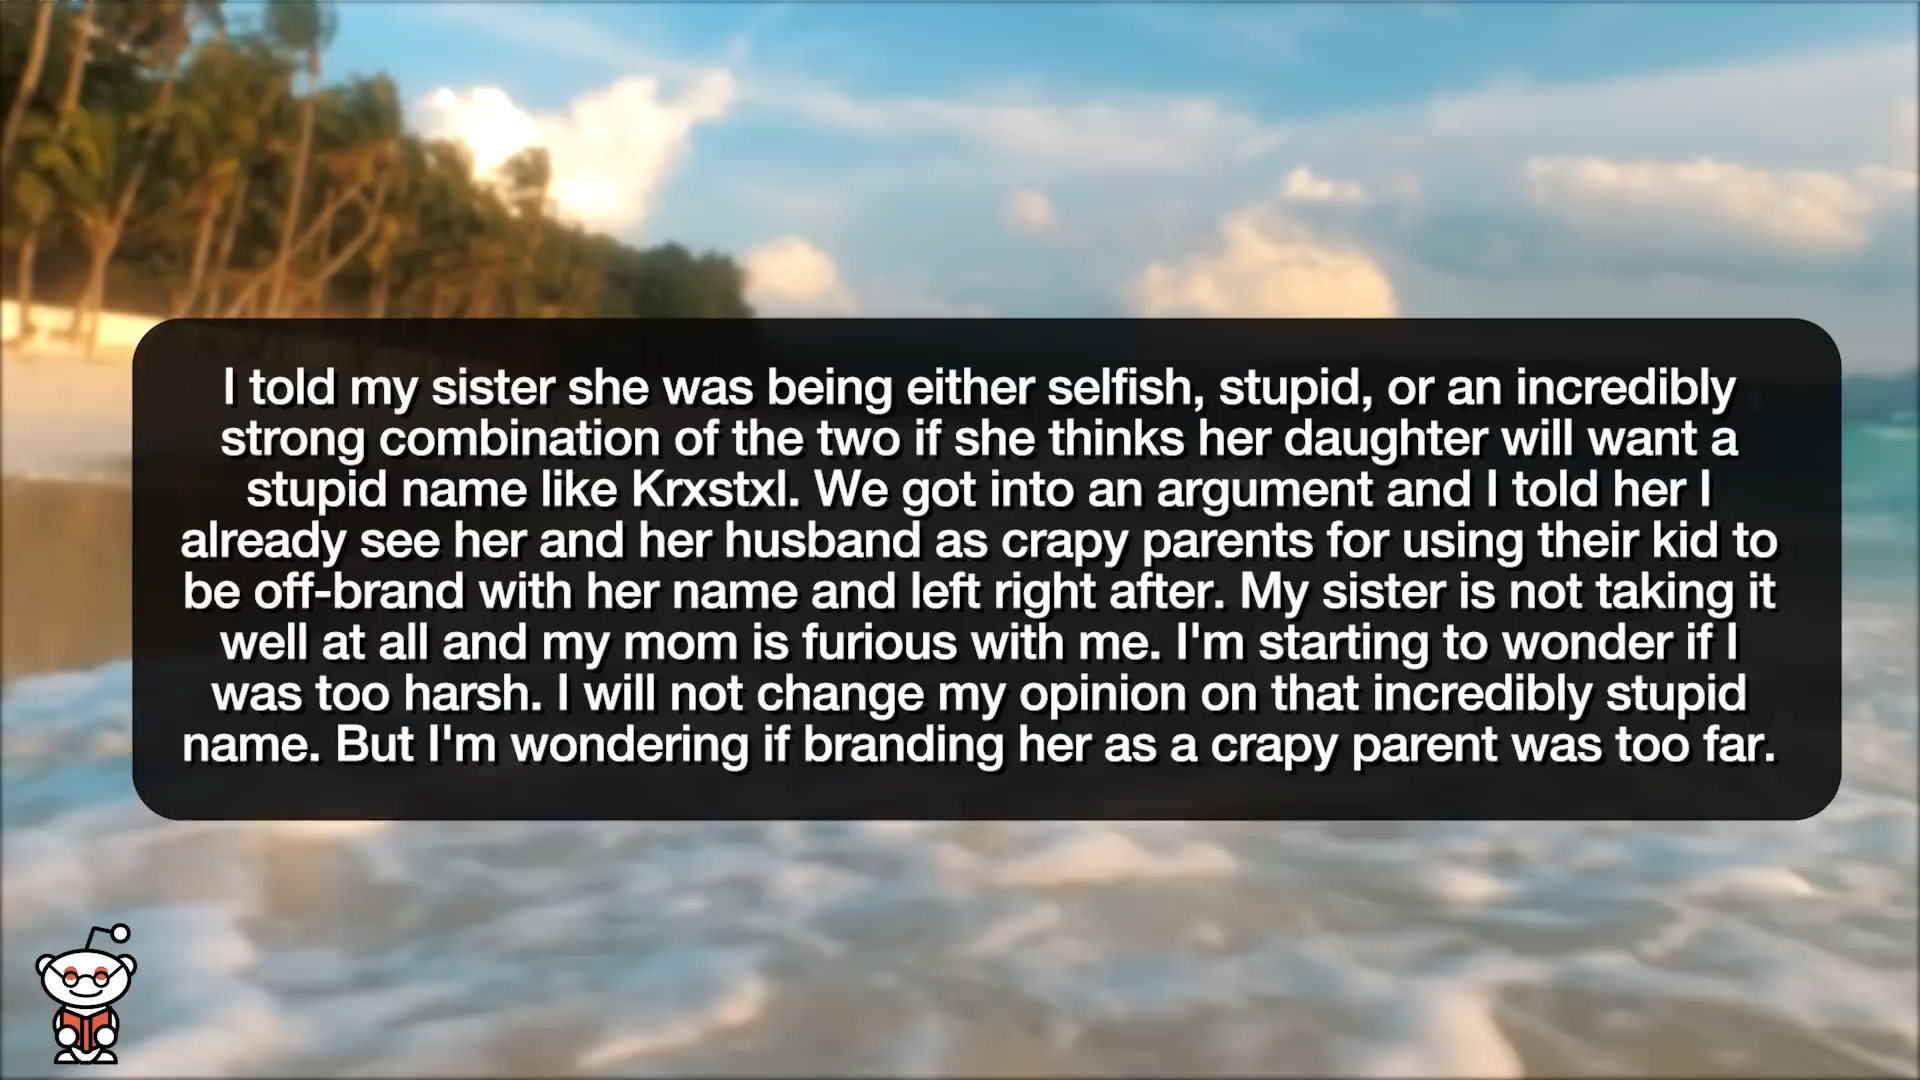 I told my sister she was being either selfish, stupid, or an incredibly
strong combination of the two if she thinks her daughter will want a
stupid name like Krxstxl. We got into an argument and I told her I
already see her and her husband as crapy parents for using their kid to
be off-brand with her name and left right after. My sister is not taking it
well at all and my mom is furious with me. I'm starting to wonder if I
was too harsh. I will not change my opinion on that incredibly stupid
name. But I'm wondering if branding her as a crapy parent was too far.